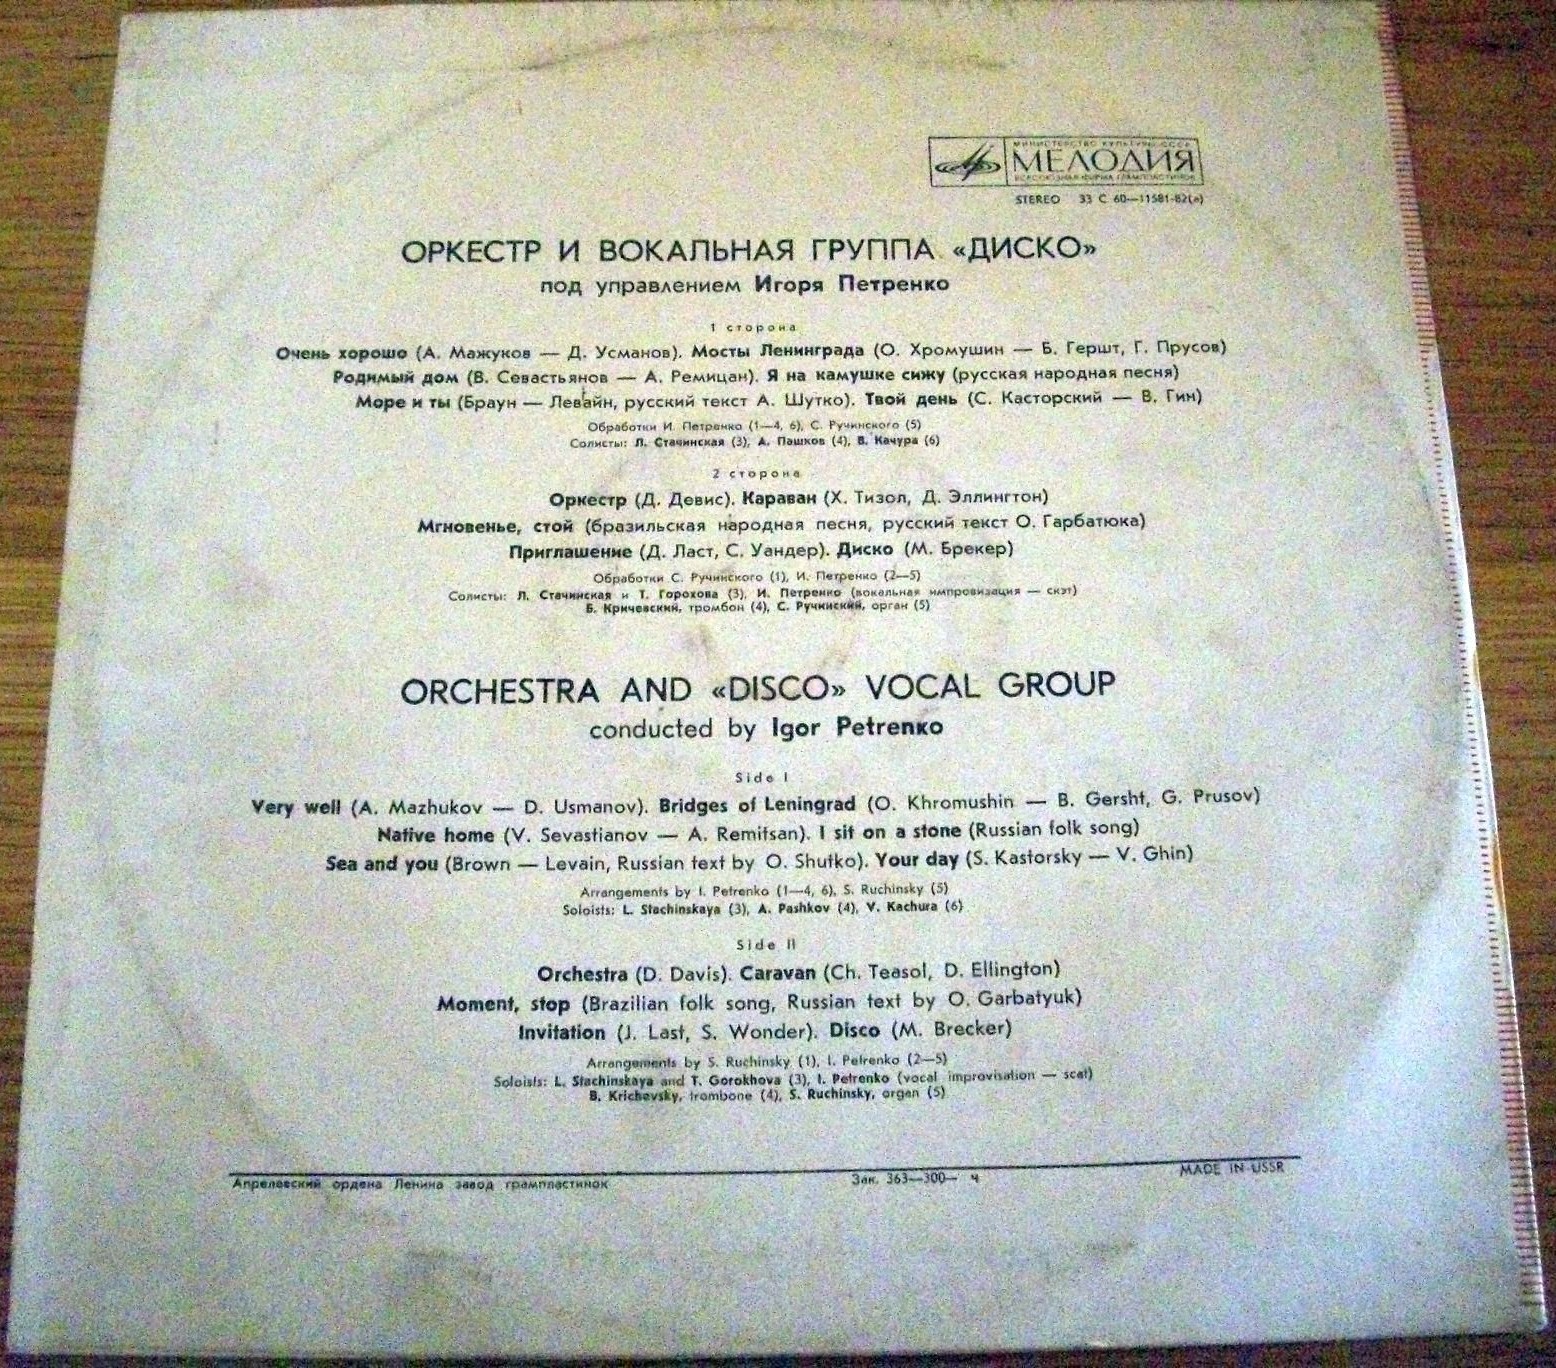 МИНИСТЕРСТВО КУЛЬТУРЫ СССР
МЕЛОДИЯ
ВСЕСОЮЗНАЯ ФИРМА ГРАМПЛАСТИНОК
STEREO 33 С 60—11581-82(а)
ОРКЕСТР И ВОКАЛЬНАЯ ГРУППА «ДИСКО»
под управлением Игоря Петренко
1 сторона
Очень хорошо (А. Мажуков — Д. Усманов). Мосты Ленинграда (О. Хромушин — Б. Гершт, Г. Прусов)
Родимый дом (В. Севастьянов — А. Ремицан). Я на камушке сижу (русская народная песня)
Море и ты (Браун — Левайн, русский текст А. Шутко). Твой день (С. Касторский — В. Гин)
Обработки И. Петренко (1—4, 6), С. Ручинского (5)
Солисты: Л. Стачинская (3), А. Пашков (4), В. Качура (6)
2 сторона
Оркестр (Д. Девис). Караван (Х. Тизол, Д. Эллингтон)
Мгновенье, стой (бразильская народная песня, русский текст О. Гарбатюка)
Приглашение (Д. Ласт, С. Уандер). Диско (М. Брекер)
Обработки С. Ручинского (1), И. Петренко (2—5)
Солисты: Л. Стачинская и Т. Горохова (3), И. Петренко (вокальная импровизация — скэт)
Б. Кричевский, тромбон (4), С. Ручинский, орган (5)
ORCHESTRA AND «DISCO» VOCAL GROUP
conducted by Igor Petrenko
Side I
Very well (A. Mazhukov — D. Usmanov). Bridges of Leningrad (O. Khromushin — B. Gersht, G. Prusov)
Native home (V. Sevastianov — A. Remitsan). I sit on a stone (Russian folk song)
Sea and you (Brown — Levain, Russian text by O. Shutko). Your day (S. Kastorsky — V. Ghin)
Arrangements by I. Petrenko (1—4, 6), S. Ruchinsky (5)
Soloists: L. Stachinskaya (3), A. Pashkov (4), V. Kachura (6)
Side II
Orchestra (D. Davis). Caravan (Ch. Teasol, D. Ellington)
Moment, stop (Brazilian folk song, Russian text by O. Garbatyuk)
Invitation (J. Last, S. Wonder). Disco (M. Brecker)
Arrangements by S. Ruchinsky (1), I. Petrenko (2—5)
Soloists: L. Stachinskaya and T. Gorokhova (3), I. Petrenko (vocal improvisation — scat)
B. Krichevsky, trombone (4), S. Ruchinsky, organ (5)
Апрелевский ордена Ленина завод грампластинок
Зак. 363—300— ч
MADE IN USSR